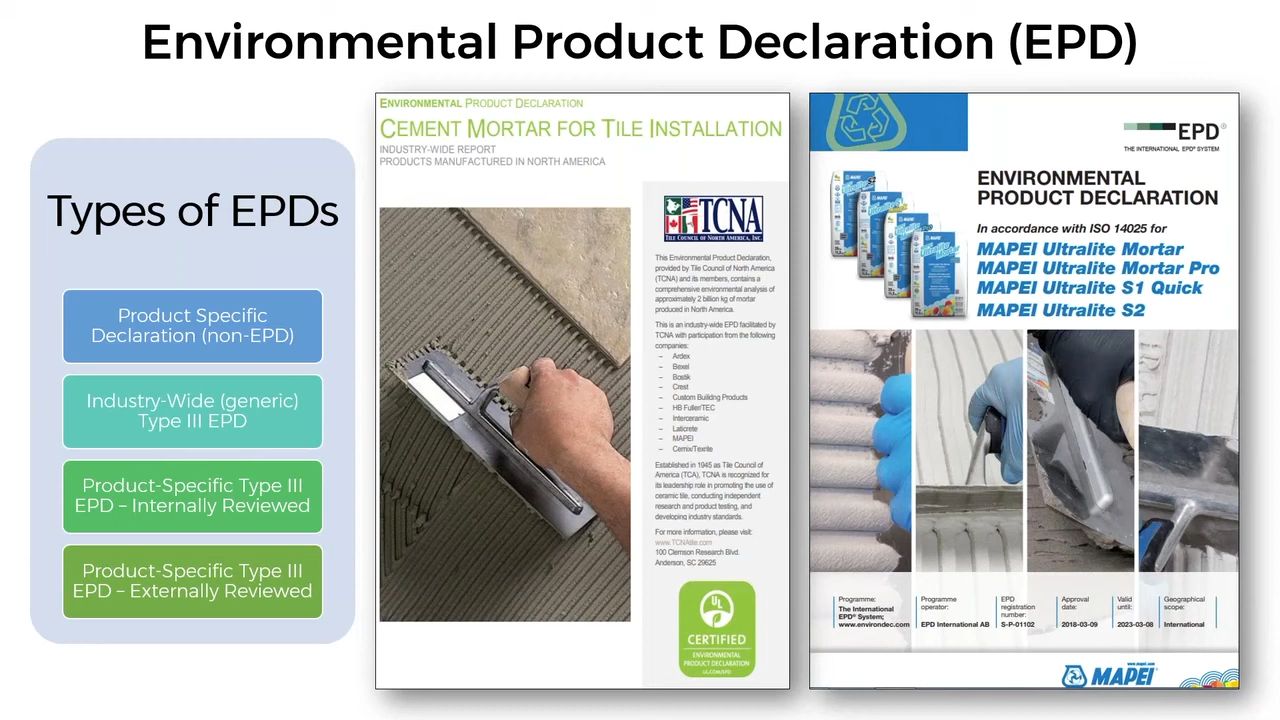 Environmental Product Declaration (EPD)
Types of EPDs
Product Specific
Declaration (non-EPD)
Industry-Wide (generic)
Type III EPD
Product-Specific Type III
EPD – Internally Reviewed
Product-Specific Type III
EPD – Externally Reviewed
ENVIRONMENTAL PRODUCT DECLARATION
CEMENT MORTAR FOR TILE INSTALLATION
INDUSTRY-WIDE REPORT
PRODUCTS MANUFACTURED IN NORTH AMERICA
TCNA
TILE COUNCIL OF NORTH AMERICA, INC.
This Environmental Product Declaration,
provided by Tile Council of North America
(TCNA) and its members, contains a
comprehensive environmental analysis of
approximately 2 billion kg of mortar
produced in North America.
This is an industry-wide EPD facilitated by
TCNA with participation from the following
companies:
– Ardex
– Bexel
– Bostik
– Crest
– Custom Building Products
– HB Fuller/TEC
– Interceramic
– Laticrete
– MAPEI
– Cemix/Texrite
Established in 1945 as Tile Council of
America (TCA), TCNA is recognized for
its leadership role in promoting the use of
ceramic tile, conducting independent
research and product testing, and
developing industry standards.
For more information, please visit:
www.TCNAtile.com
100 Clemson Research Blvd.
Anderson, SC 29625
UL
CERTIFIED
ENVIRONMENTAL
PRODUCT DECLARATION
UL.COM/EPD
EPD®
THE INTERNATIONAL EPD® SYSTEM
ENVIRONMENTAL
PRODUCT DECLARATION
In accordance with ISO 14025 for
MAPEI Ultralite Mortar
MAPEI Ultralite Mortar Pro
MAPEI Ultralite S1 Quick
MAPEI Ultralite S2
Programme:
The International
EPD® System;
www.environdec.com
Programme
operator:
EPD International AB
EPD
registration
number:
S-P-01102
Approval
date:
2018-03-09
Valid
until:
2023-03-08
Geographical
scope:
International
www.mapei.com
MAPEI